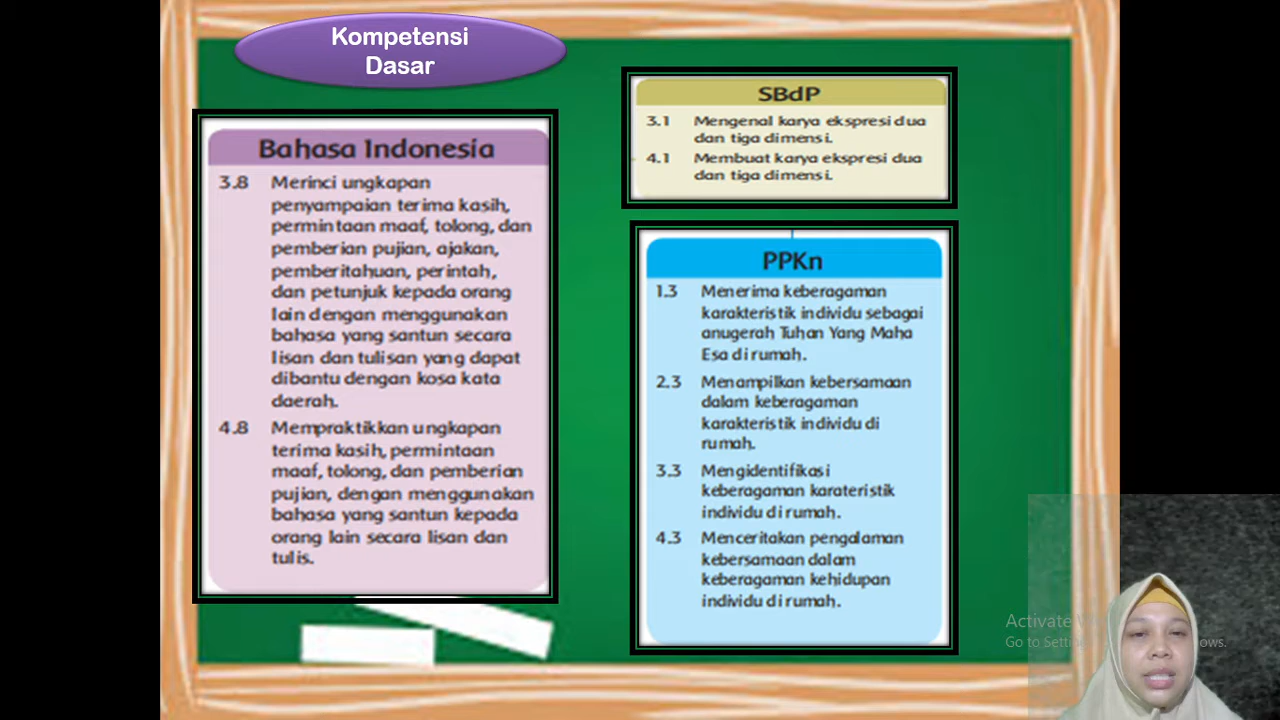 Kompetensi
Dasar
Bahasa Indonesia
3.8 Merinci ungkapan
penyampaian terima kasih,
permintaan maaf, tolong, dan
pemberian pujian, ajakan,
pemberitahuan, perintah,
dan petunjuk kepada orang
lain dengan menggunakan
bahasa yang santun secara
lisan dan tulisan yang dapat
dibantu dengan kosa kata
daerah.
4.8 Mempraktikkan ungkapan
terima kasih, permintaan
maaf, tolong, dan pemberian
pujian, dengan menggunakan
bahasa yang santun kepada
orang lain secara lisan dan
tulis.
SBdP
3.1 Mengenal karya ekspresi dua
dan tiga dimensi.
4.1 Membuat karya ekspresi dua
dan tiga dimensi.
PPKn
1.3 Menerima keberagaman
karakteristik individu sebagai
anugerah Tuhan Yang Maha
Esa di rumah.
2.3 Menampilkan kebersamaan
dalam keberagaman
karakteristik individu di
rumah.
3.3 Mengidentifikasi
keberagaman karateristik
individu di rumah.
4.3 Menceritakan pengalaman
kebersamaan dalam
keberagaman kehidupan
individu di rumah.
Activate
Go to